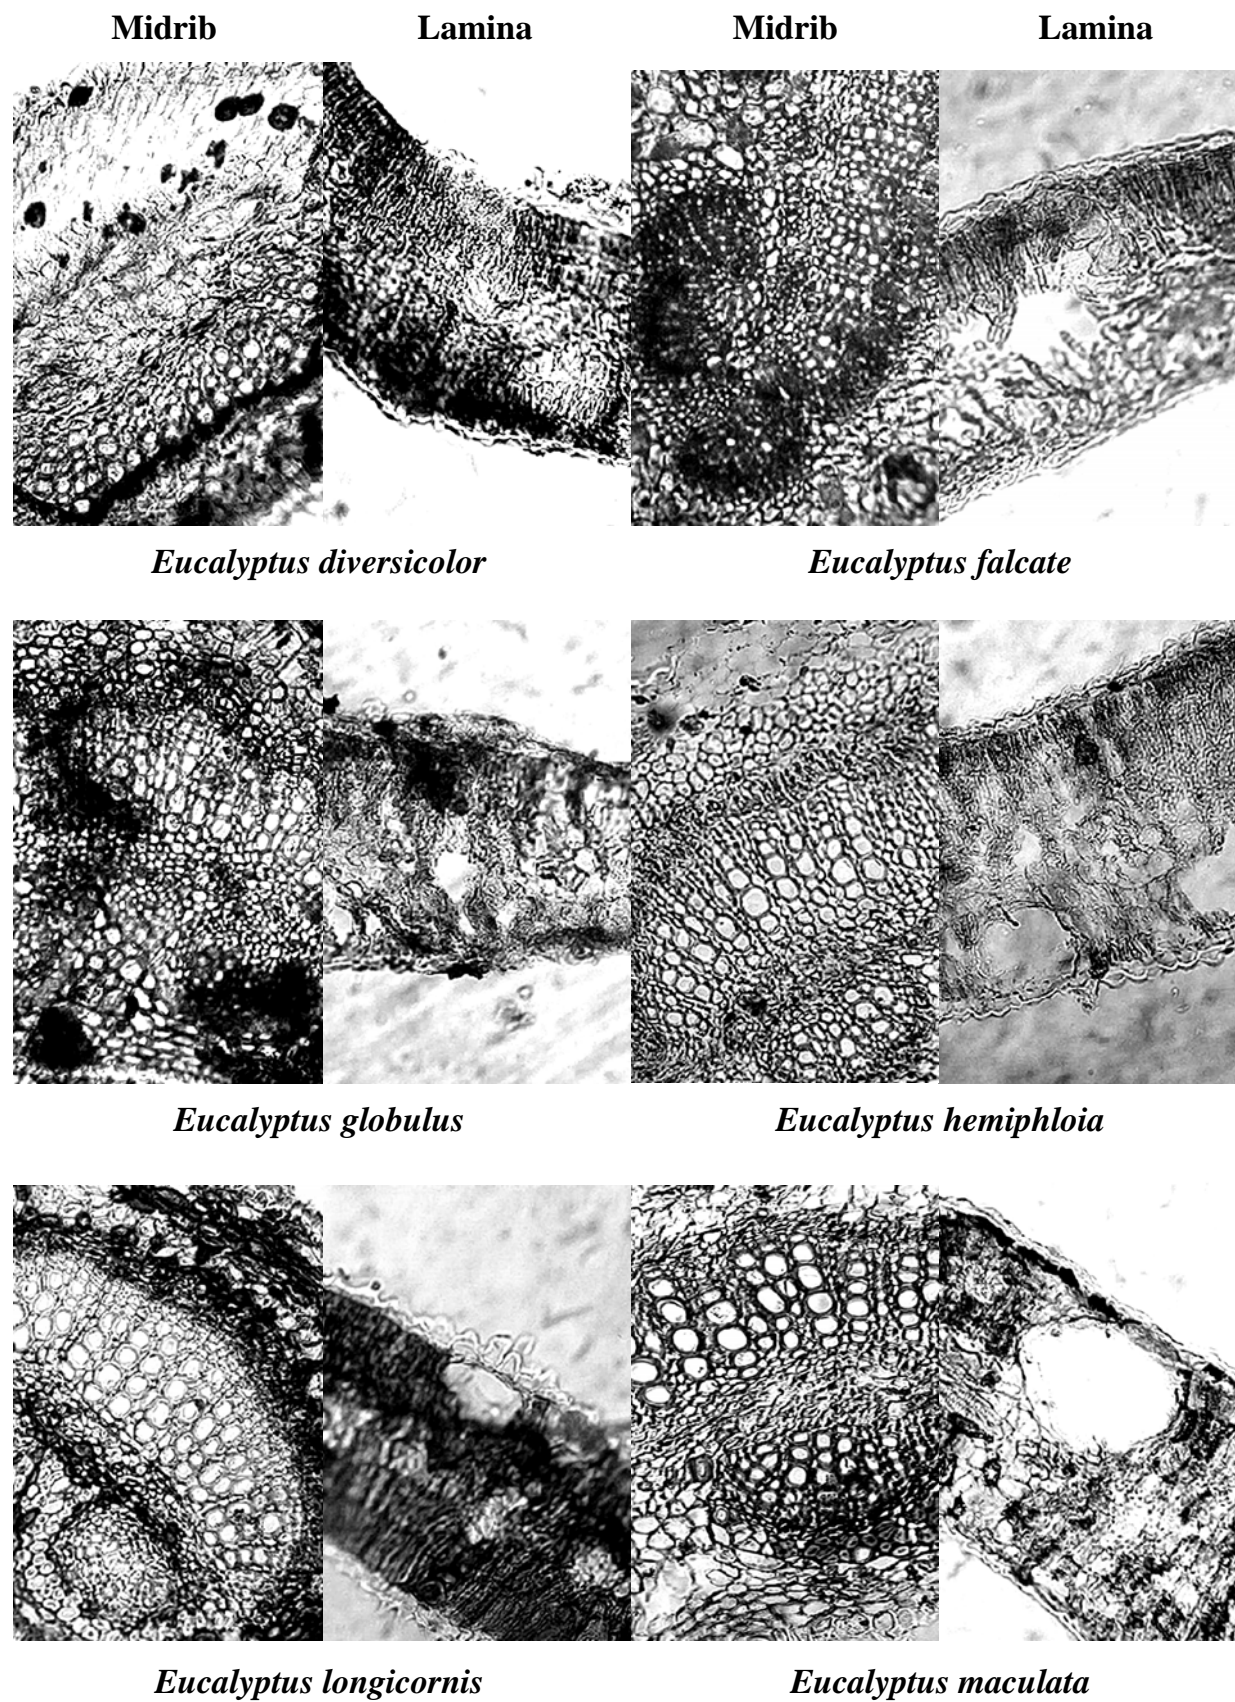 Midrib Lamina Midrib Lamina
Eucalyptus diversicolor Eucalyptus falcate
Eucalyptus globulus Eucalyptus hemiphloia
Eucalyptus longicornis Eucalyptus maculata